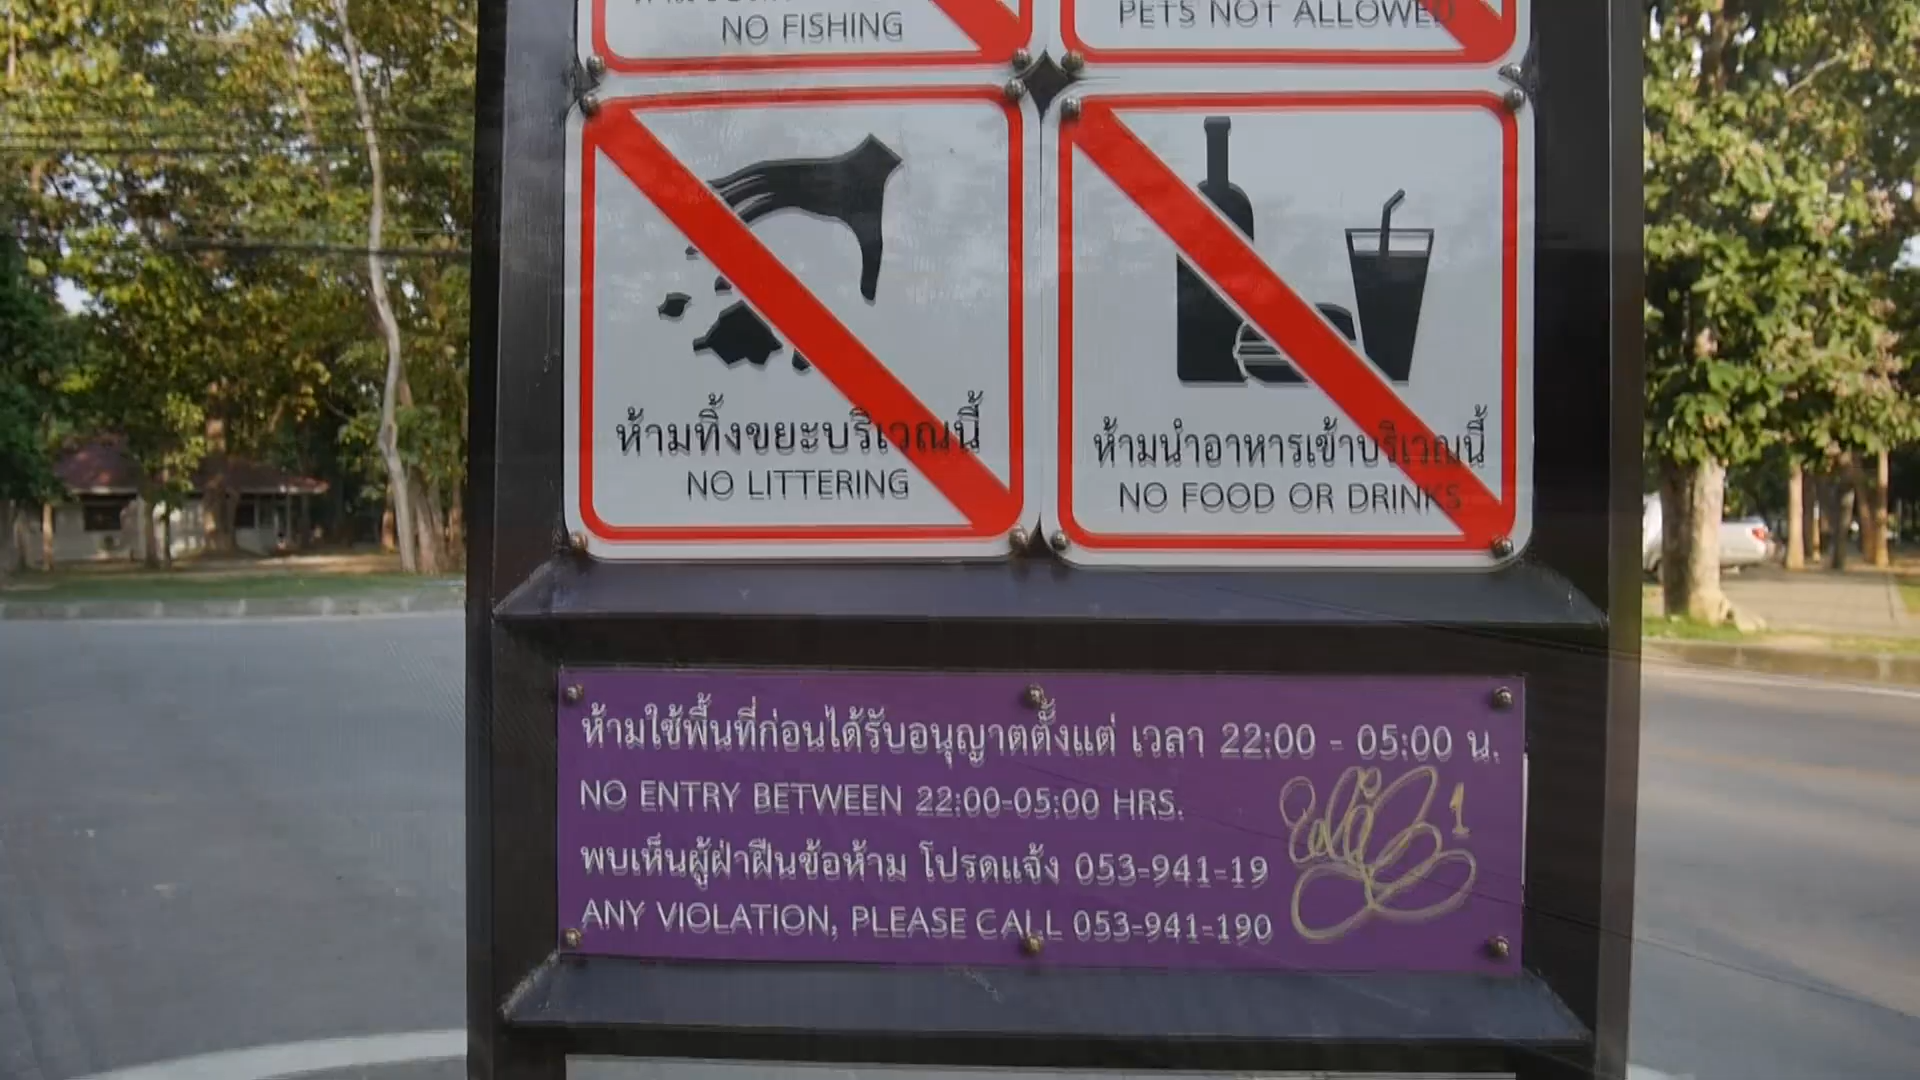 NO FISHING
PETS NOT ALLOWED
ห้ามทิ้งขยะบริเวณนี้
NO LITTERING
ห้ามนำอาหารเข้าบริเวณนี้
NO FOOD OR DRINKS
ห้ามใช้พื้นที่ก่อนได้รับอนุญาตตั้งแต่ เวลา 22:00 - 05:00 น.
NO ENTRY BETWEEN 22:00-05:00 HRS.
พบเห็นผู้ฝ่าฝืนข้อห้าม โปรดแจ้ง 053-941-19
ANY VIOLATION, PLEASE CALL 053-941-190